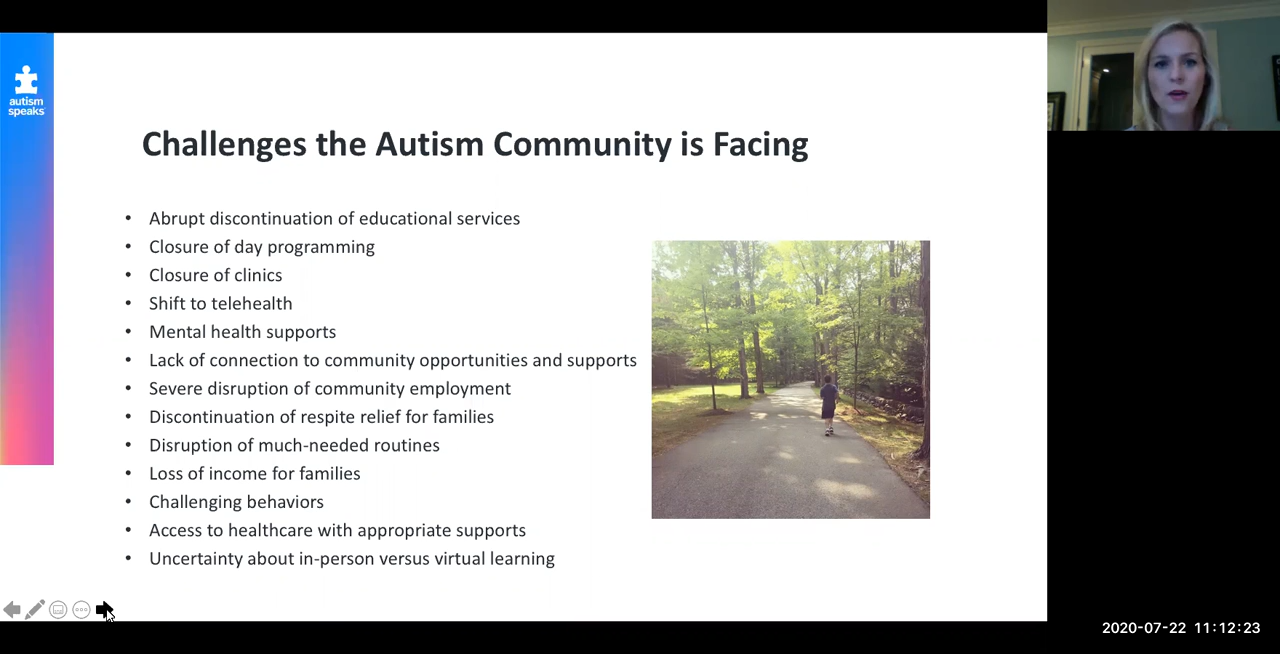 autism
speaks
Challenges the Autism Community is Facing
• Abrupt discontinuation of educational services
• Closure of day programming
• Closure of clinics
• Shift to telehealth
• Mental health supports
• Lack of connection to community opportunities and supports
• Severe disruption of community employment
• Discontinuation of respite relief for families
• Disruption of much-needed routines
• Loss of income for families
• Challenging behaviors
• Access to healthcare with appropriate supports
• Uncertainty about in-person versus virtual learning
2020-07-22 11:12:23